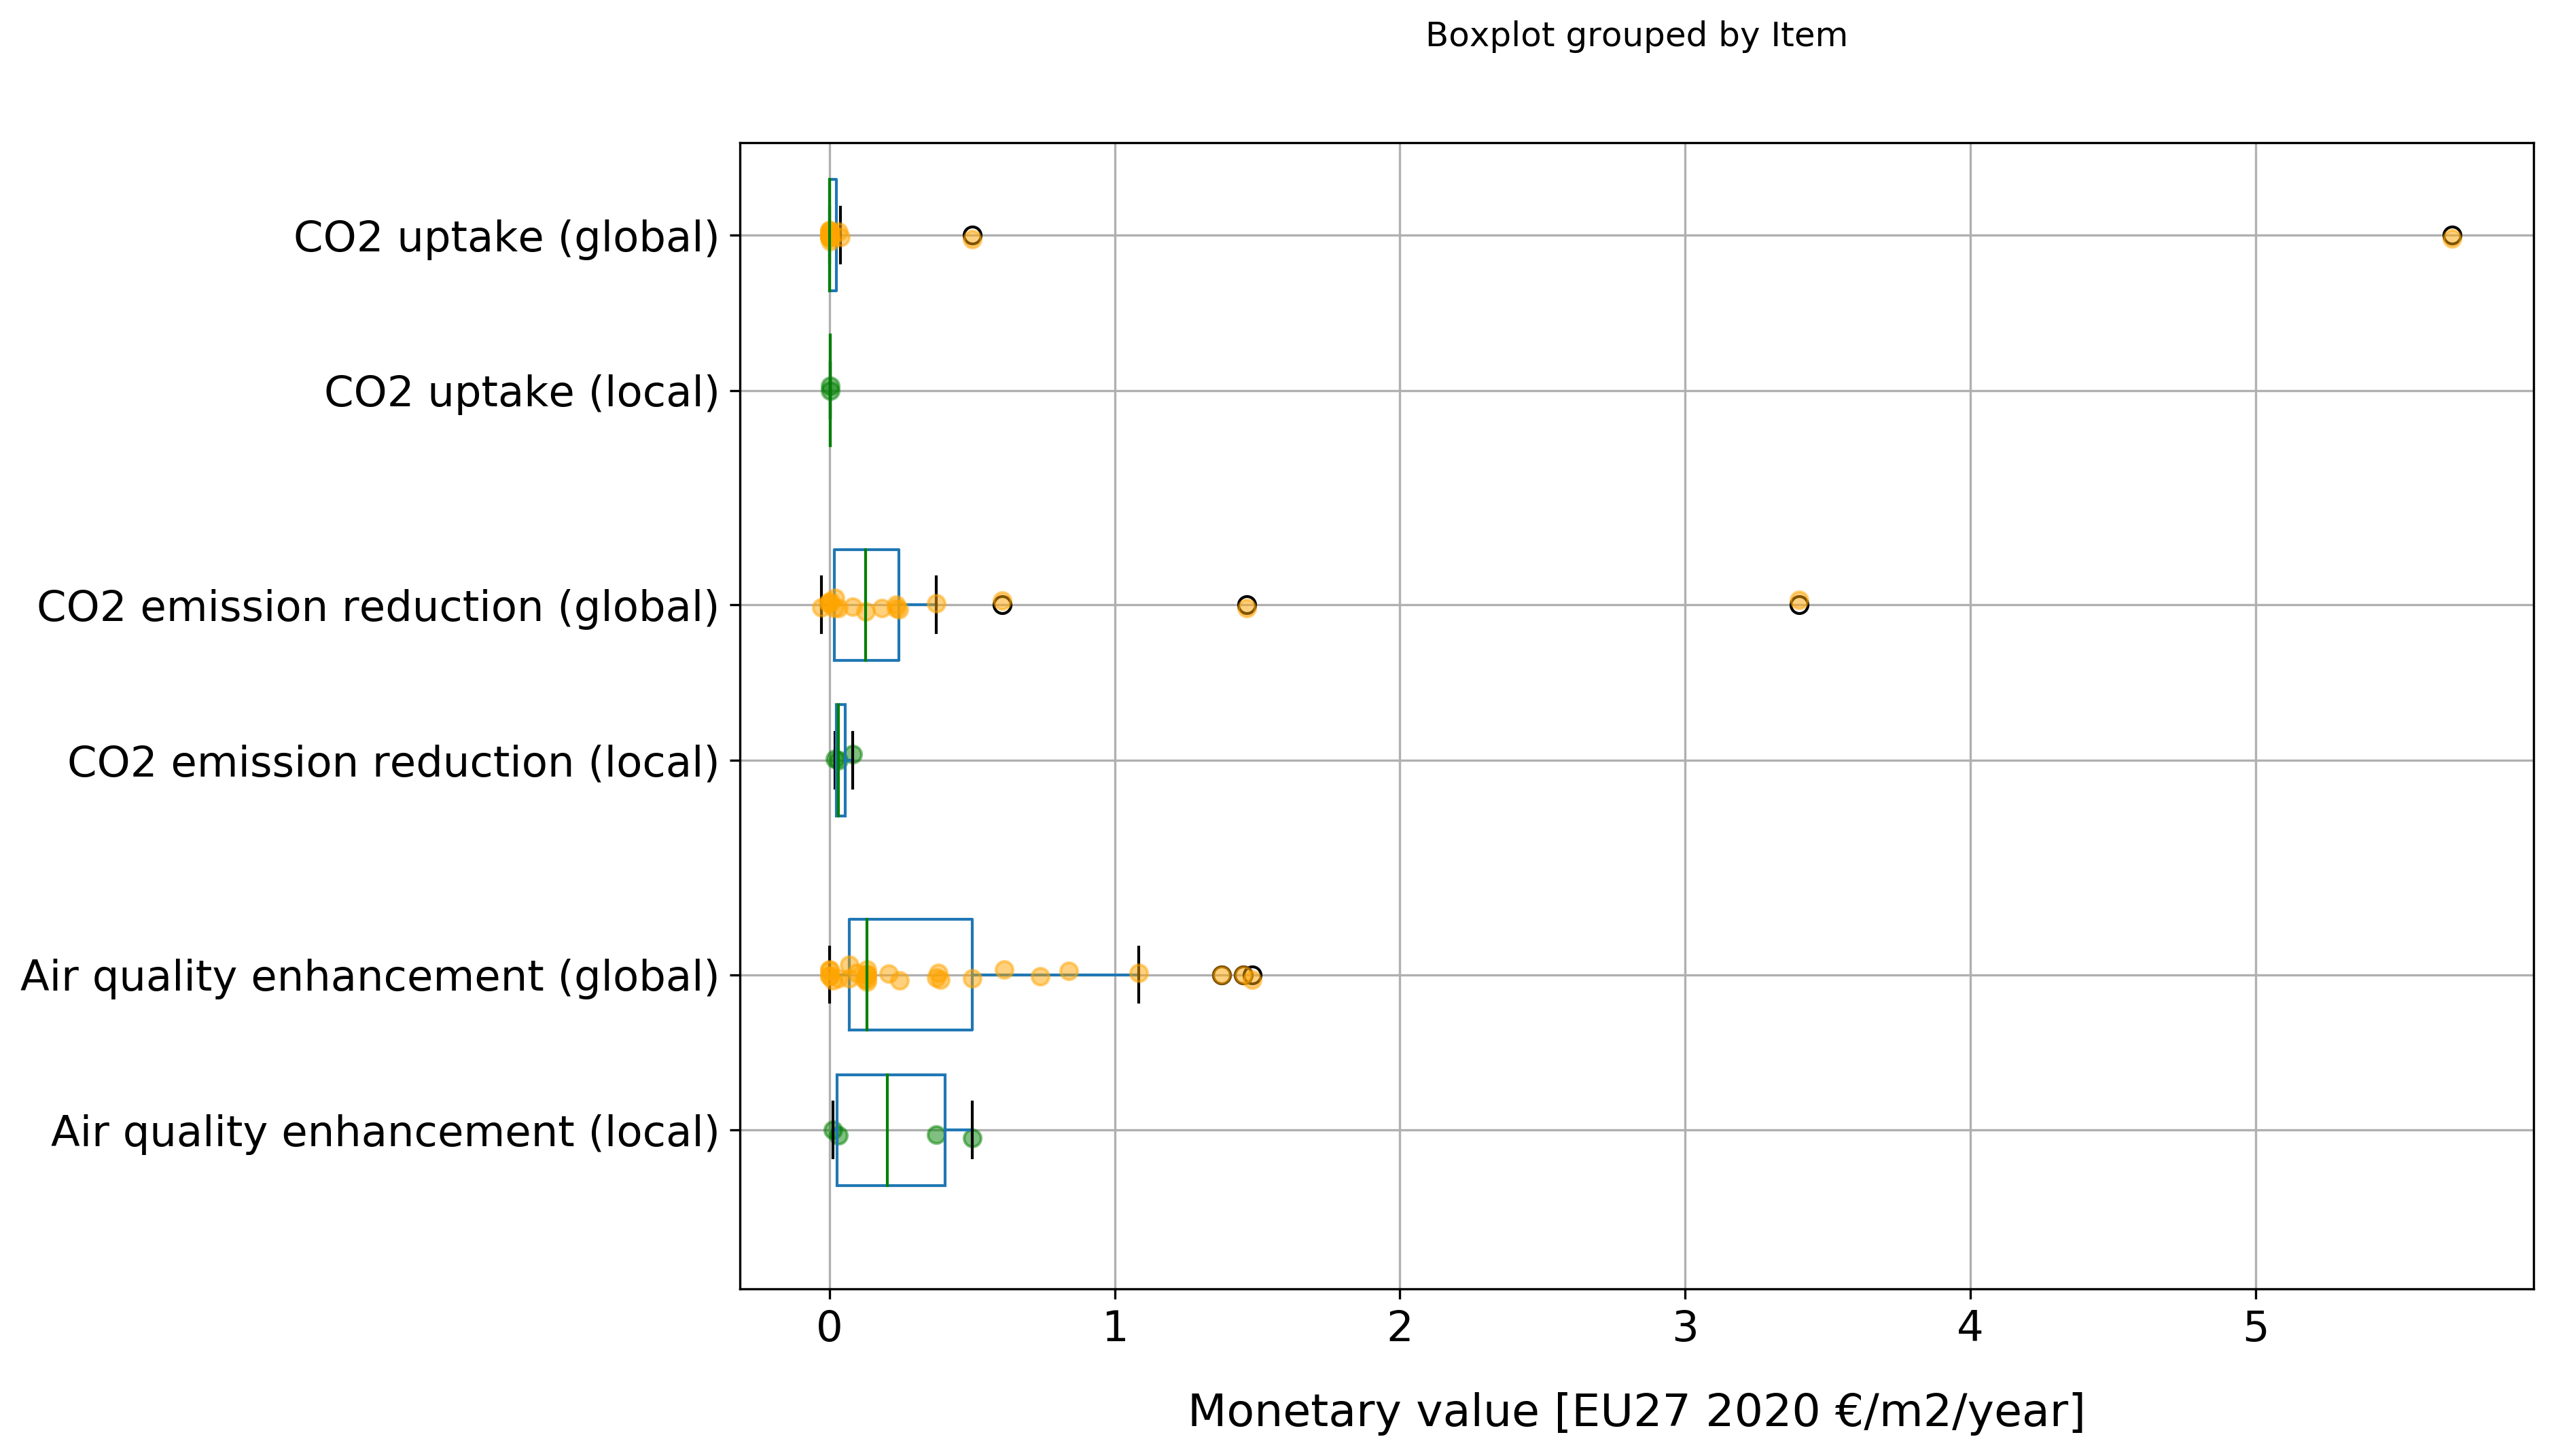 Boxplot grouped by Item
CO2 uptake (global)
CO2 uptake (local)
CO2 emission reduction (global)
CO2 emission reduction (local)
Air quality enhancement (global)
Air quality enhancement (local)
0 1 2 3 4 5
Monetary value [EU27 2020 €/m2/year]